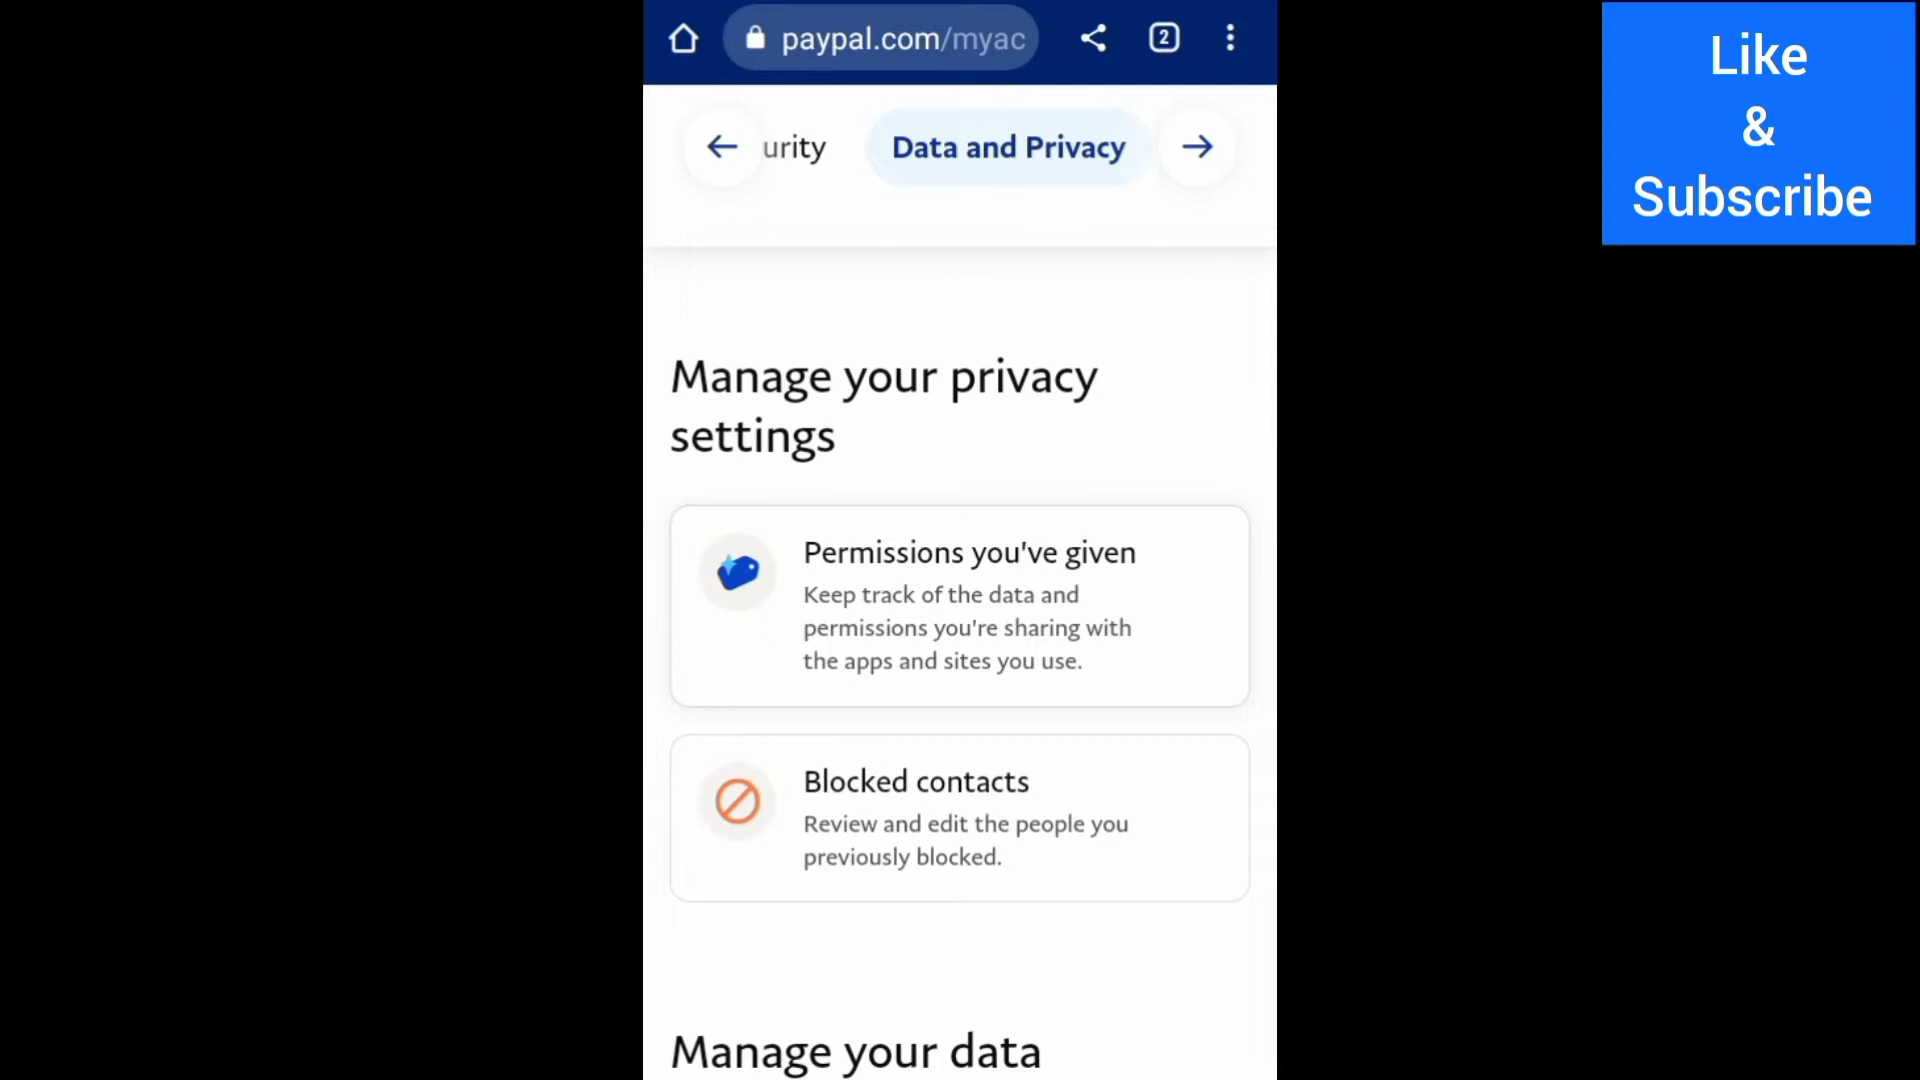 paypal.com/myac
2
Like
&
Subscribe
urity
Data and Privacy
Manage your privacy
settings
Permissions you've given
Keep track of the data and
permissions you're sharing with
the apps and sites you use.
Blocked contacts
Review and edit the people you
previously blocked.
Manage your data